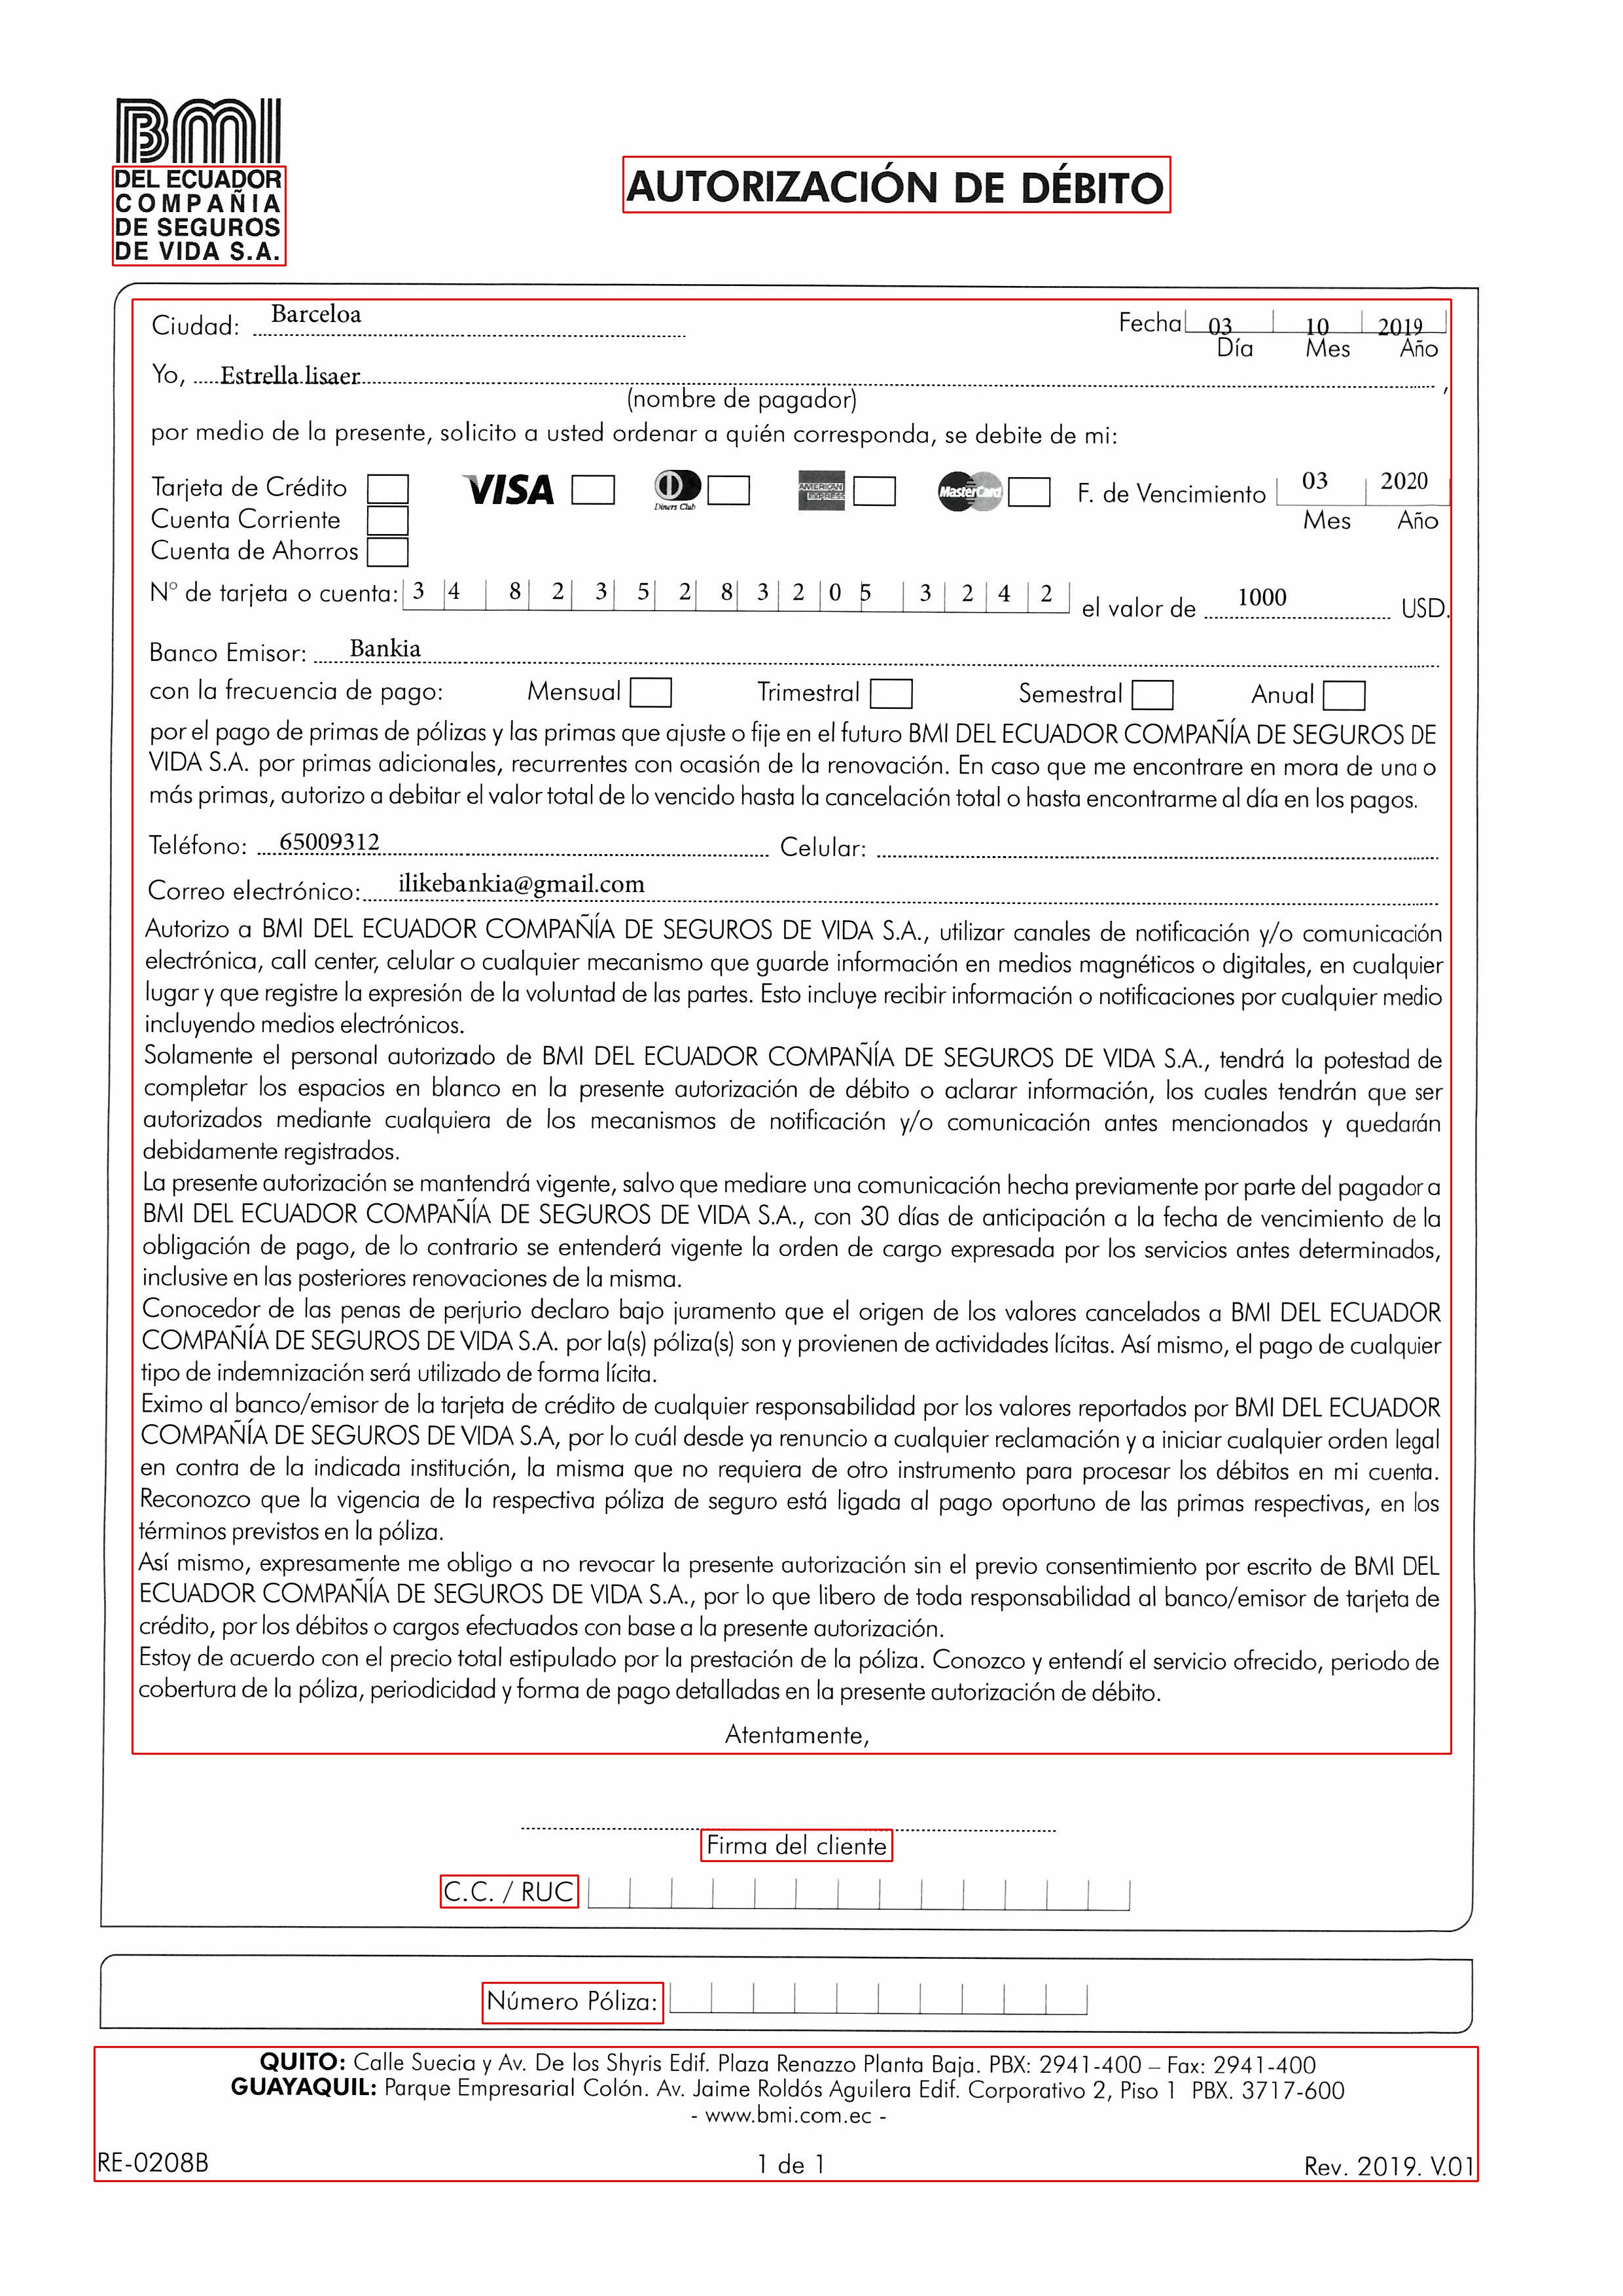 BMI
DEL ECUADOR
COMPAÑIA
DE SEGUROS
DE VIDA S.A.
AUTORIZACIÓN DE DÉBITO
Ciudad: Barceloa Fecha 03 10 2019
Día Mes Año
Yo, Estrella lisaer ,
(nombre de pagador)
por medio de la presente, solicito a usted ordenar a quién corresponda, se debite de mi:
Tarjeta de Crédito VISA Diners Club AMERICAN EXPRESS MasterCard F. de Vencimiento 03 2020
Cuenta Corriente Mes Año
Cuenta de Ahorros
Nº de tarjeta o cuenta: 3 4 8 2 3 5 2 8 3 2 0 5 3 2 4 2 el valor de 1000 USD.
Banco Emisor: Bankia
con la frecuencia de pago: Mensual Trimestral Semestral Anual
por el pago de primas de pólizas y las primas que ajuste o fije en el futuro BMI DEL ECUADOR COMPAÑÍA DE SEGUROS DE
VIDA S.A. por primas adicionales, recurrentes con ocasión de la renovación. En caso que me encontrare en mora de una o
más primas, autorizo a debitar el valor total de lo vencido hasta la cancelación total o hasta encontrarme al día en los pagos.
Teléfono: 65009312 Celular:
Correo electrónico: ilikebankia@gmail.com
Autorizo a BMI DEL ECUADOR COMPAÑÍA DE SEGUROS DE VIDA S.A., utilizar canales de notificación y/o comunicación
electrónica, call center, celular o cualquier mecanismo que guarde información en medios magnéticos o digitales, en cualquier
lugar y que registre la expresión de la voluntad de las partes. Esto incluye recibir información o notificaciones por cualquier medio
incluyendo medios electrónicos.
Solamente el personal autorizado de BMI DEL ECUADOR COMPAÑÍA DE SEGUROS DE VIDA S.A., tendrá la potestad de
completar los espacios en blanco en la presente autorización de débito o aclarar información, los cuales tendrán que ser
autorizados mediante cualquiera de los mecanismos de notificación y/o comunicación antes mencionados y quedarán
debidamente registrados.
La presente autorización se mantendrá vigente, salvo que mediare una comunicación hecha previamente por parte del pagador a
BMI DEL ECUADOR COMPAÑÍA DE SEGUROS DE VIDA S.A., con 30 días de anticipación a la fecha de vencimiento de la
obligación de pago, de lo contrario se entenderá vigente la orden de cargo expresada por los servicios antes determinados,
inclusive en las posteriores renovaciones de la misma.
Conocedor de las penas de perjurio declaro bajo juramento que el origen de los valores cancelados a BMI DEL ECUADOR
COMPAÑÍA DE SEGUROS DE VIDA S.A. por la(s) póliza(s) son y provienen de actividades lícitas. Así mismo, el pago de cualquier
tipo de indemnización será utilizado de forma lícita.
Eximo al banco/emisor de la tarjeta de crédito de cualquier responsabilidad por los valores reportados por BMI DEL ECUADOR
COMPAÑÍA DE SEGUROS DE VIDA S.A, por lo cuál desde ya renuncio a cualquier reclamación y a iniciar cualquier orden legal
en contra de la indicada institución, la misma que no requiera de otro instrumento para procesar los débitos en mi cuenta.
Reconozco que la vigencia de la respectiva póliza de seguro está ligada al pago oportuno de las primas respectivas, en los
términos previstos en la póliza.
Así mismo, expresamente me obligo a no revocar la presente autorización sin el previo consentimiento por escrito de BMI DEL
ECUADOR COMPAÑÍA DE SEGUROS DE VIDA S.A., por lo que libero de toda responsabilidad al banco/emisor de tarjeta de
crédito, por los débitos o cargos efectuados con base a la presente autorización.
Estoy de acuerdo con el precio total estipulado por la prestación de la póliza. Conozco y entendí el servicio ofrecido, periodo de
cobertura de la póliza, periodicidad y forma de pago detalladas en la presente autorización de débito.
Atentamente,
Firma del cliente
C.C. / RUC
Número Póliza:
QUITO: Calle Suecia y Av. De los Shyris Edif. Plaza Renazzo Planta Baja. PBX: 2941-400 – Fax: 2941-400
GUAYAQUIL: Parque Empresarial Colón. Av. Jaime Roldós Aguilera Edif. Corporativo 2, Piso 1 PBX. 3717-600
- www.bmi.com.ec -
RE-0208B 1 de 1 Rev. 2019. V.01